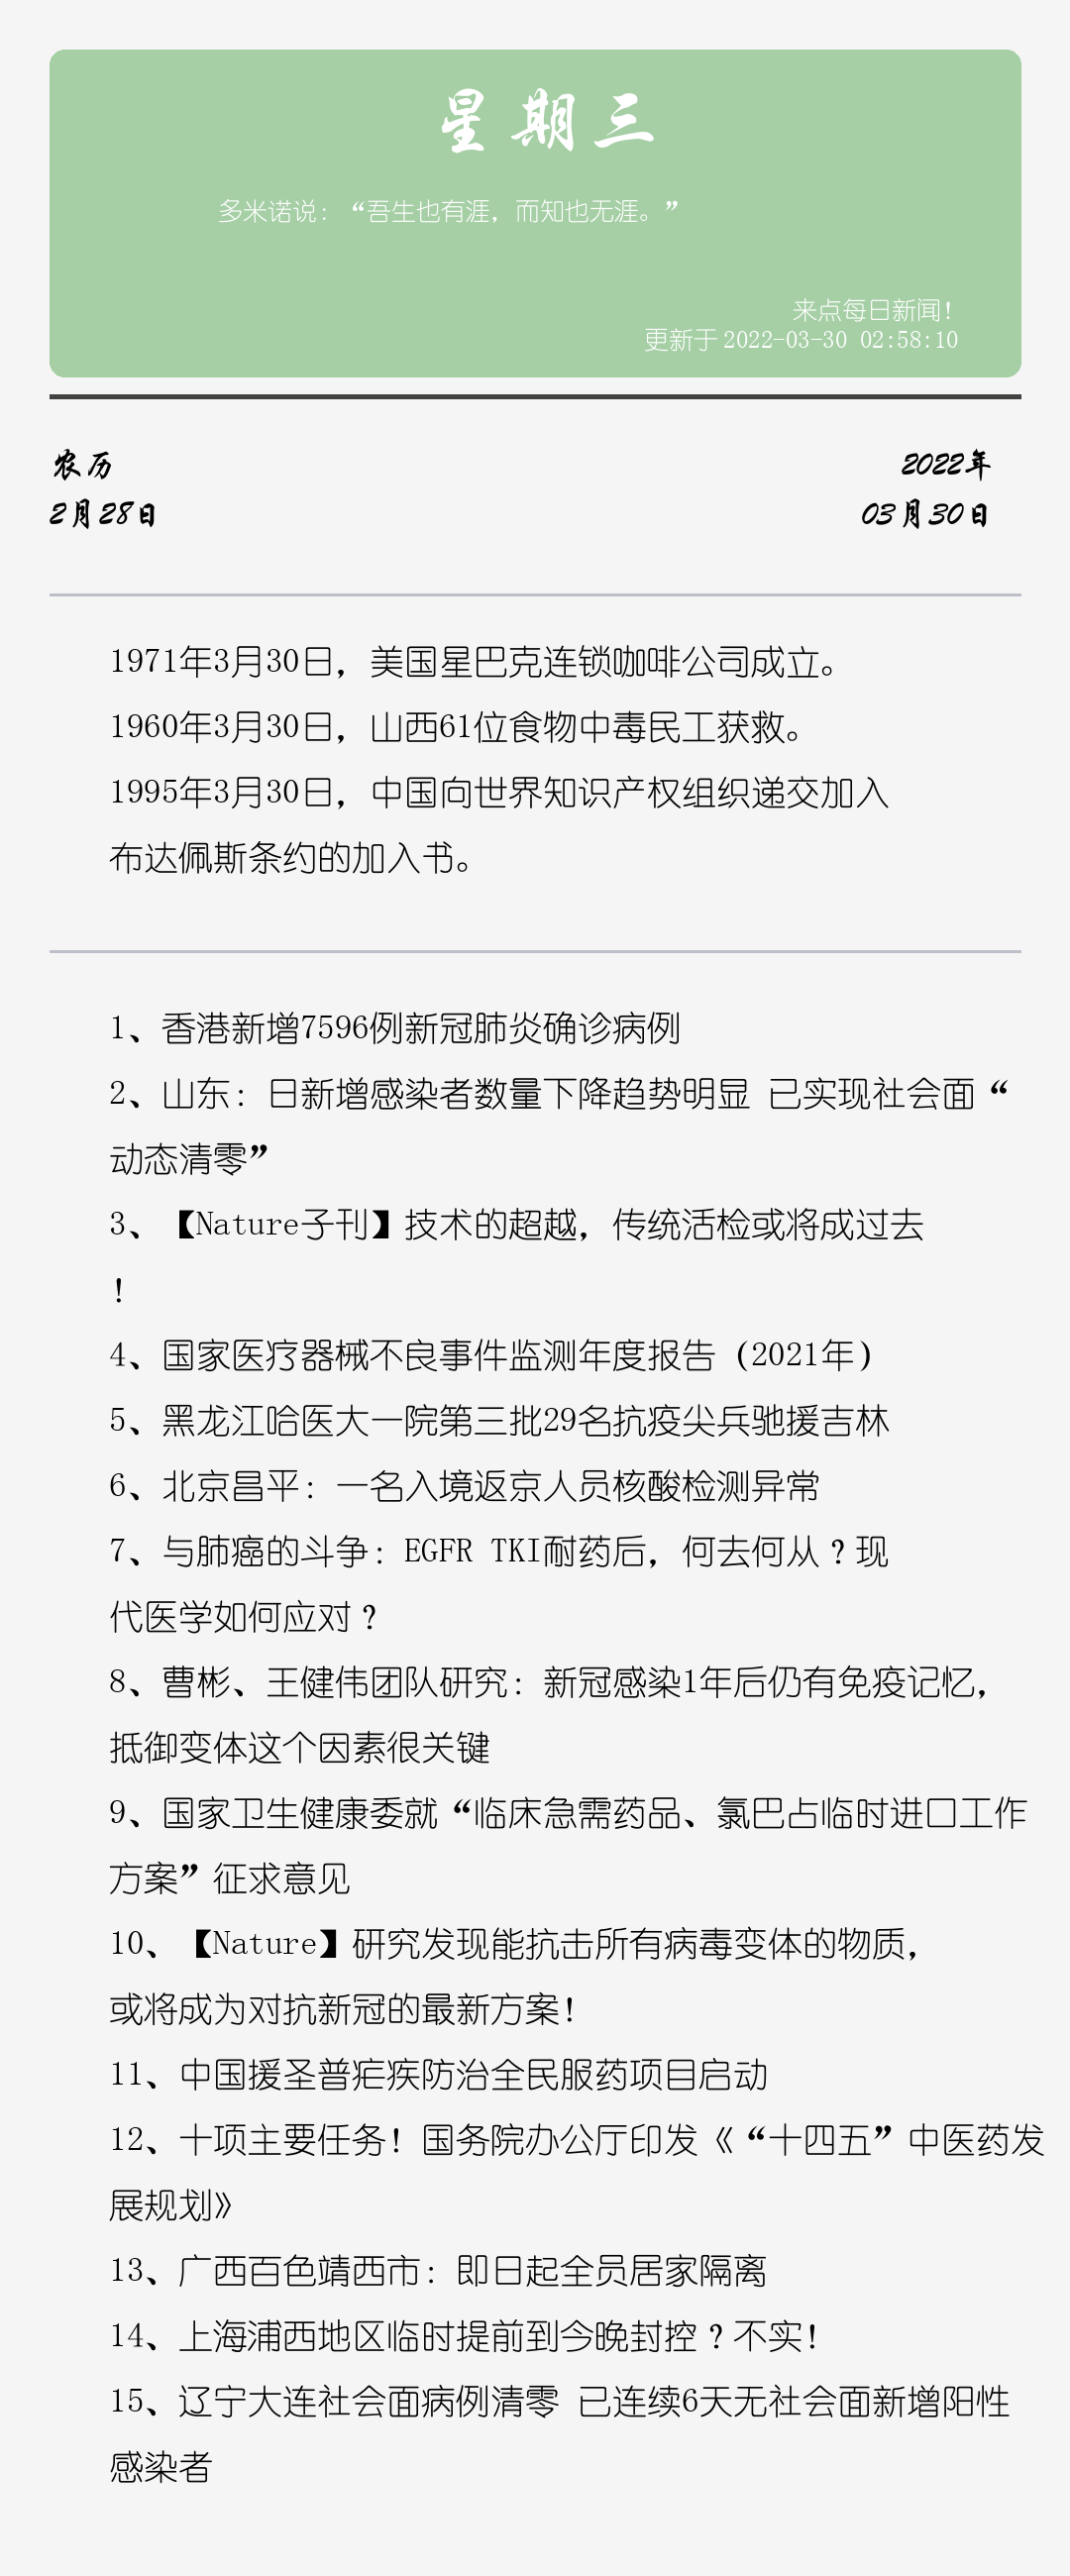 星期三
多米诺说：“吾生也有涯，而知也无涯。”
来点每日新闻！
更新于 2022-03-30 02:58:10
农历
2022年
2月28日
03月30日
1971年3月30日，美国星巴克连锁咖啡公司成立。
1960年3月30日，山西61位食物中毒民工获救。
1995年3月30日，中国向世界知识产权组织递交加入
布达佩斯条约的加入书。
1、香港新增7596例新冠肺炎确诊病例
2、山东：日新增感染者数量下降趋势明显 已实现社会面“
动态清零”
3、【Nature子刊】技术的超越，传统活检或将成过去
！
4、国家医疗器械不良事件监测年度报告（2021年）
5、黑龙江哈医大一院第三批29名抗疫尖兵驰援吉林
6、北京昌平：一名入境返京人员核酸检测异常
7、与肺癌的斗争：EGFR TKI耐药后，何去何从？现
代医学如何应对？
8、曹彬、王健伟团队研究：新冠感染1年后仍有免疫记忆，
抵御变体这个因素很关键
9、国家卫生健康委就“临床急需药品、氯巴占临时进口工作
方案”征求意见
10、【Nature】研究发现能抗击所有病毒变体的物质，
或将成为对抗新冠的最新方案！
11、中国援圣普疟疾防治全民服药项目启动
12、十项主要任务！国务院办公厅印发《“十四五”中医药发
展规划》
13、广西百色靖西市：即日起全员居家隔离
14、上海浦西地区临时提前到今晚封控？不实！
15、辽宁大连社会面病例清零 已连续6天无社会面新增阳性
感染者